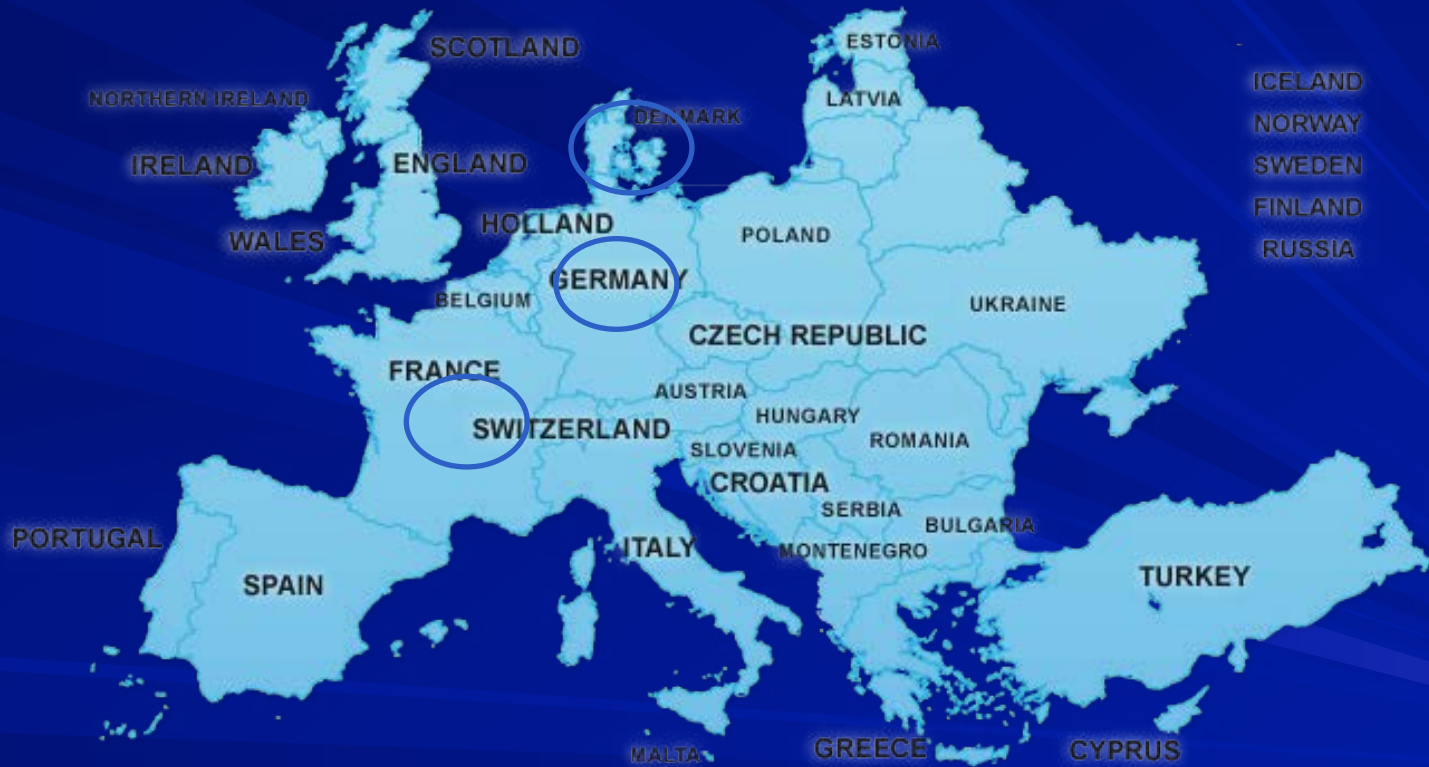 SCOTLAND
ESTONIA
ICELAND
NORTHERN IRELAND
LATVIA
DENMARK
NORWAY
IRELAND
ENGLAND
SWEDEN
FINLAND
HOLLAND
WALES
POLAND
RUSSIA
GERMANY
BELGIUM
UKRAINE
CZECH REPUBLIC
FRANCE
AUSTRIA
HUNGARY
SWITZERLAND
ROMANIA
SLOVENIA
CROATIA
SERBIA
BULGARIA
PORTUGAL
ITALY
MONTENEGRO
SPAIN
TURKEY
MALTA
GREECE
CYPRUS